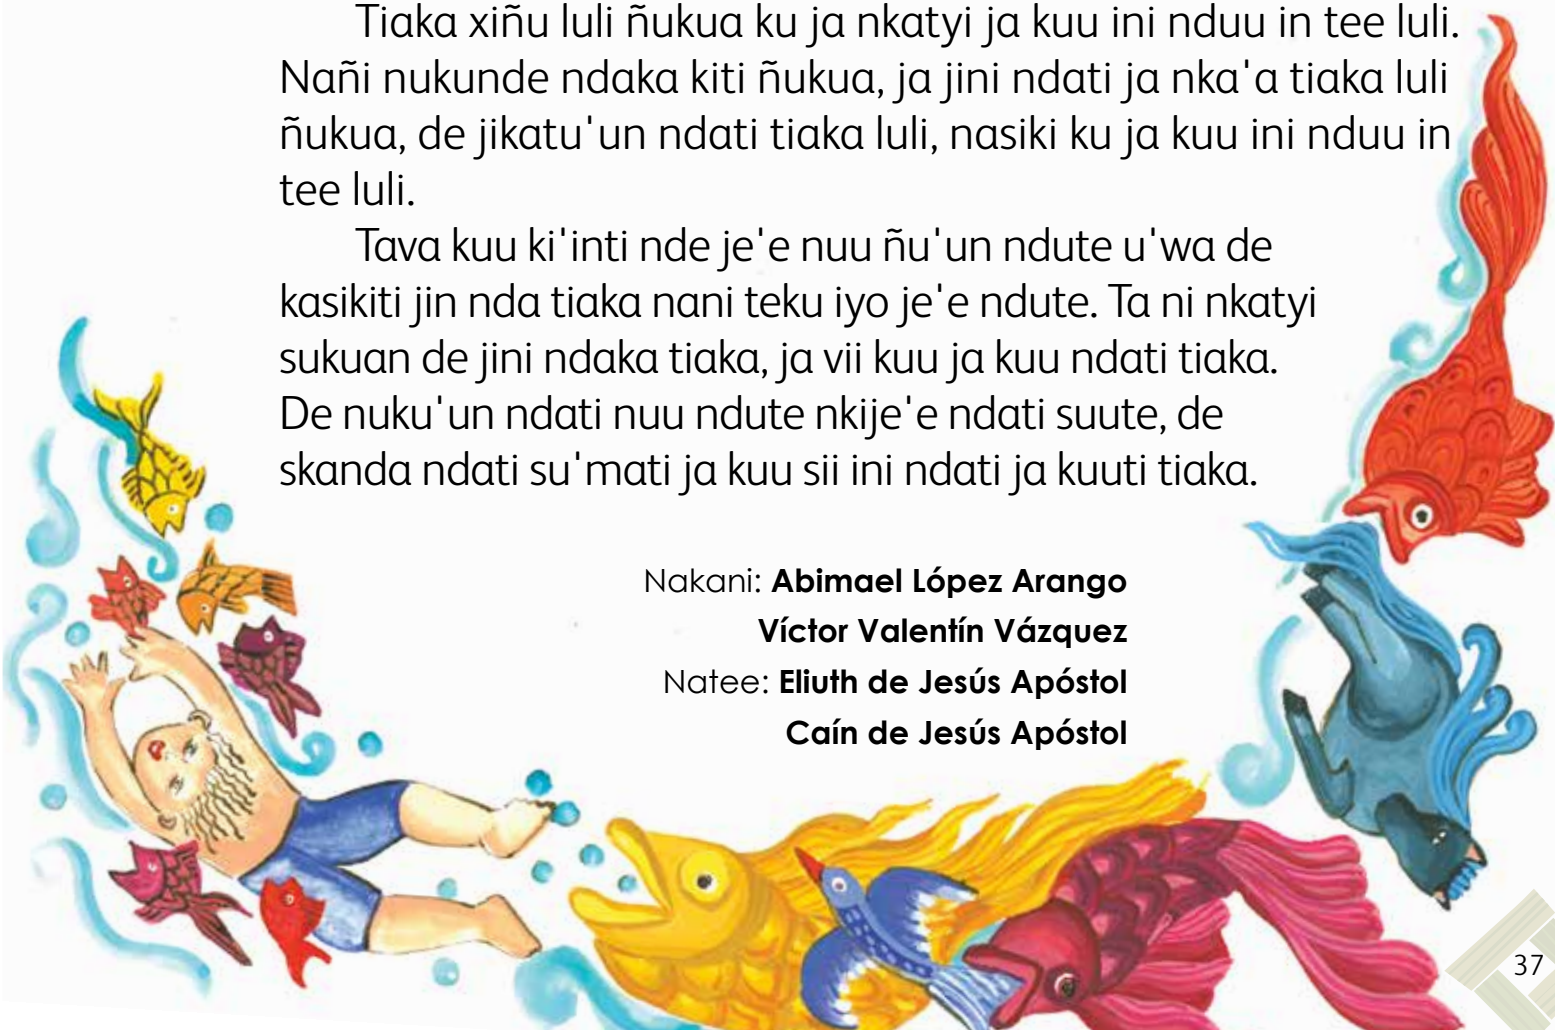 Tiaka xiñu luli ñukua ku ja nkatyi ja kuu ini nduu in tee luli.
Nañi nukunde ndaka kiti ñukua, ja jini ndati ja nka'a tiaka luli
ñukua, de jikatu'un ndati tiaka luli, nasiki ku ja kuu ini nduu in
tee luli.
Tava kuu ki'inti nde je'e nuu ñu'un ndute u'wa de
kasikiti jin nda tiaka nani teku iyo je'e ndute. Ta ni nkatyi
sukuan de jini ndaka tiaka, ja vii kuu ja kuu ndati tiaka.
De nuku'un ndati nuu ndute nkije'e ndati suute, de
skanda ndati su'mati ja kuu sii ini ndati ja kuuti tiaka.
Nakani: Abimael López Arango
Víctor Valentín Vázquez
Natee: Eliuth de Jesús Apóstol
Caín de Jesús Apóstol
37